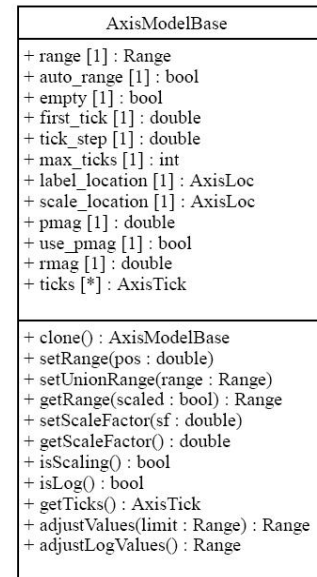 AxisModelBase
+ range [1] : Range
+ auto_range [1] : bool
+ empty [1] : bool
+ first_tick [1] : double
+ tick_step [1] : double
+ max_ticks [1] : int
+ label_location [1] : AxisLoc
+ scale_location [1] : AxisLoc
+ pmag [1] : double
+ use_pmag [1] : bool
+ rmag [1] : double
+ ticks [*] : AxisTick
+ clone() : AxisModelBase
+ setRange(pos : double)
+ setUnionRange(range : Range)
+ getRange(scaled : bool) : Range
+ setScaleFactor(sf : double)
+ getScaleFactor() : double
+ isScaling() : bool
+ isLog() : bool
+ getTicks() : AxisTick
+ adjustValues(limit : Range) : Range
+ adjustLogValues() : Range